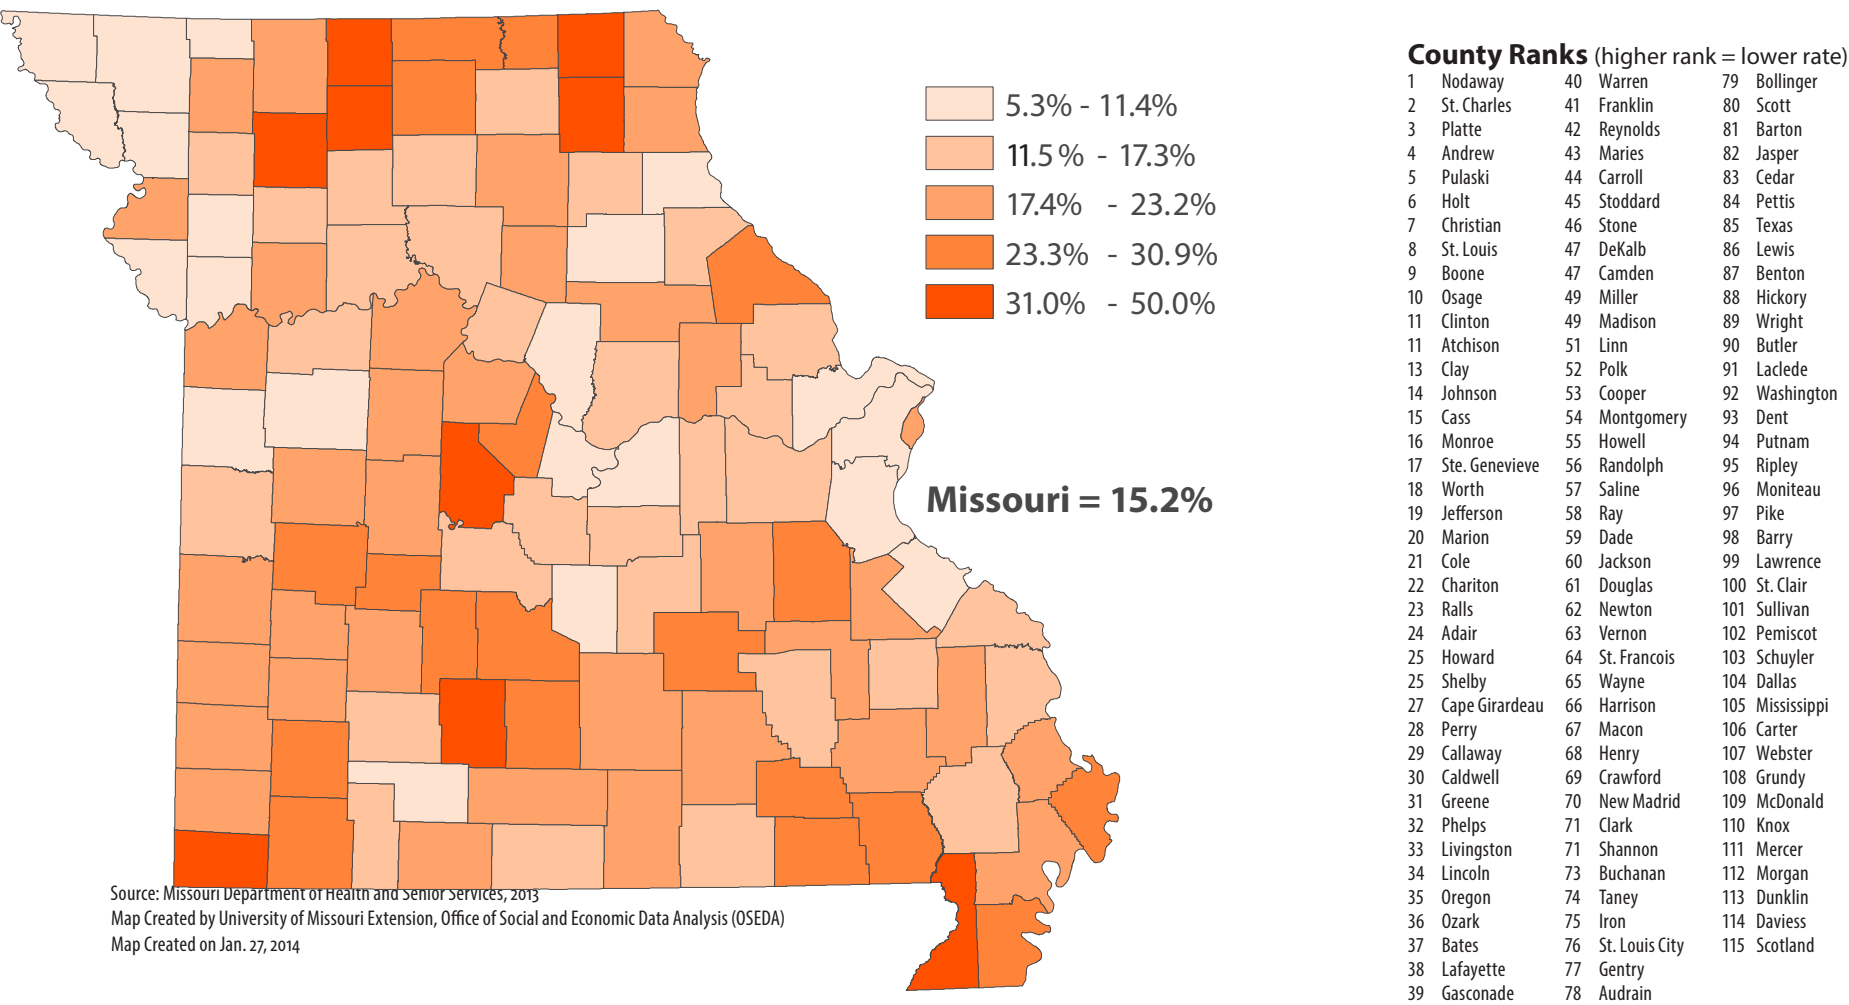 County Ranks (higher rank = lower rate)
1 Nodaway 40 Warren 79 Bollinger
2 St. Charles 41 Franklin 80 Scott
3 Platte 42 Reynolds 81 Barton
4 Andrew 43 Maries 82 Jasper
5 Pulaski 44 Carroll 83 Cedar
6 Holt 45 Stoddard 84 Pettis
7 Christian 46 Stone 85 Texas
8 St. Louis 47 DeKalb 86 Lewis
9 Boone 47 Camden 87 Benton
10 Osage 49 Miller 88 Hickory
11 Clinton 49 Madison 89 Wright
11 Atchison 51 Linn 90 Butler
13 Clay 52 Polk 91 Laclede
14 Johnson 53 Cooper 92 Washington
15 Cass 54 Montgomery 93 Dent
16 Monroe 55 Howell 94 Putnam
17 Ste. Genevieve 56 Randolph 95 Ripley
18 Worth 57 Saline 96 Moniteau
19 Jefferson 58 Ray 97 Pike
20 Marion 59 Dade 98 Barry
21 Cole 60 Jackson 99 Lawrence
22 Chariton 61 Douglas 100 St. Clair
23 Ralls 62 Newton 101 Sullivan
24 Adair 63 Vernon 102 Pemiscot
25 Howard 64 St. Francois 103 Schuyler
25 Shelby 65 Wayne 104 Dallas
27 Cape Girardeau 66 Harrison 105 Mississippi
28 Perry 67 Macon 106 Carter
29 Callaway 68 Henry 107 Webster
30 Caldwell 69 Crawford 108 Grundy
31 Greene 70 New Madrid 109 McDonald
32 Phelps 71 Clark 110 Knox
33 Livingston 71 Shannon 111 Mercer
34 Lincoln 73 Buchanan 112 Morgan
35 Oregon 74 Taney 113 Dunklin
36 Ozark 75 Iron 114 Daviess
37 Bates 76 St. Louis City 115 Scotland
38 Lafayette 77 Gentry
39 Gasconade 78 Audrain
5.3% - 11.4%
11.5% - 17.3%
17.4% - 23.2%
23.3% - 30.9%
31.0% - 50.0%
Missouri = 15.2%
Source: Missouri Department of Health and Senior Services, 2013
Map Created by University of Missouri Extension, Office of Social and Economic Data Analysis (OSEDA)
Map Created on Jan. 27, 2014